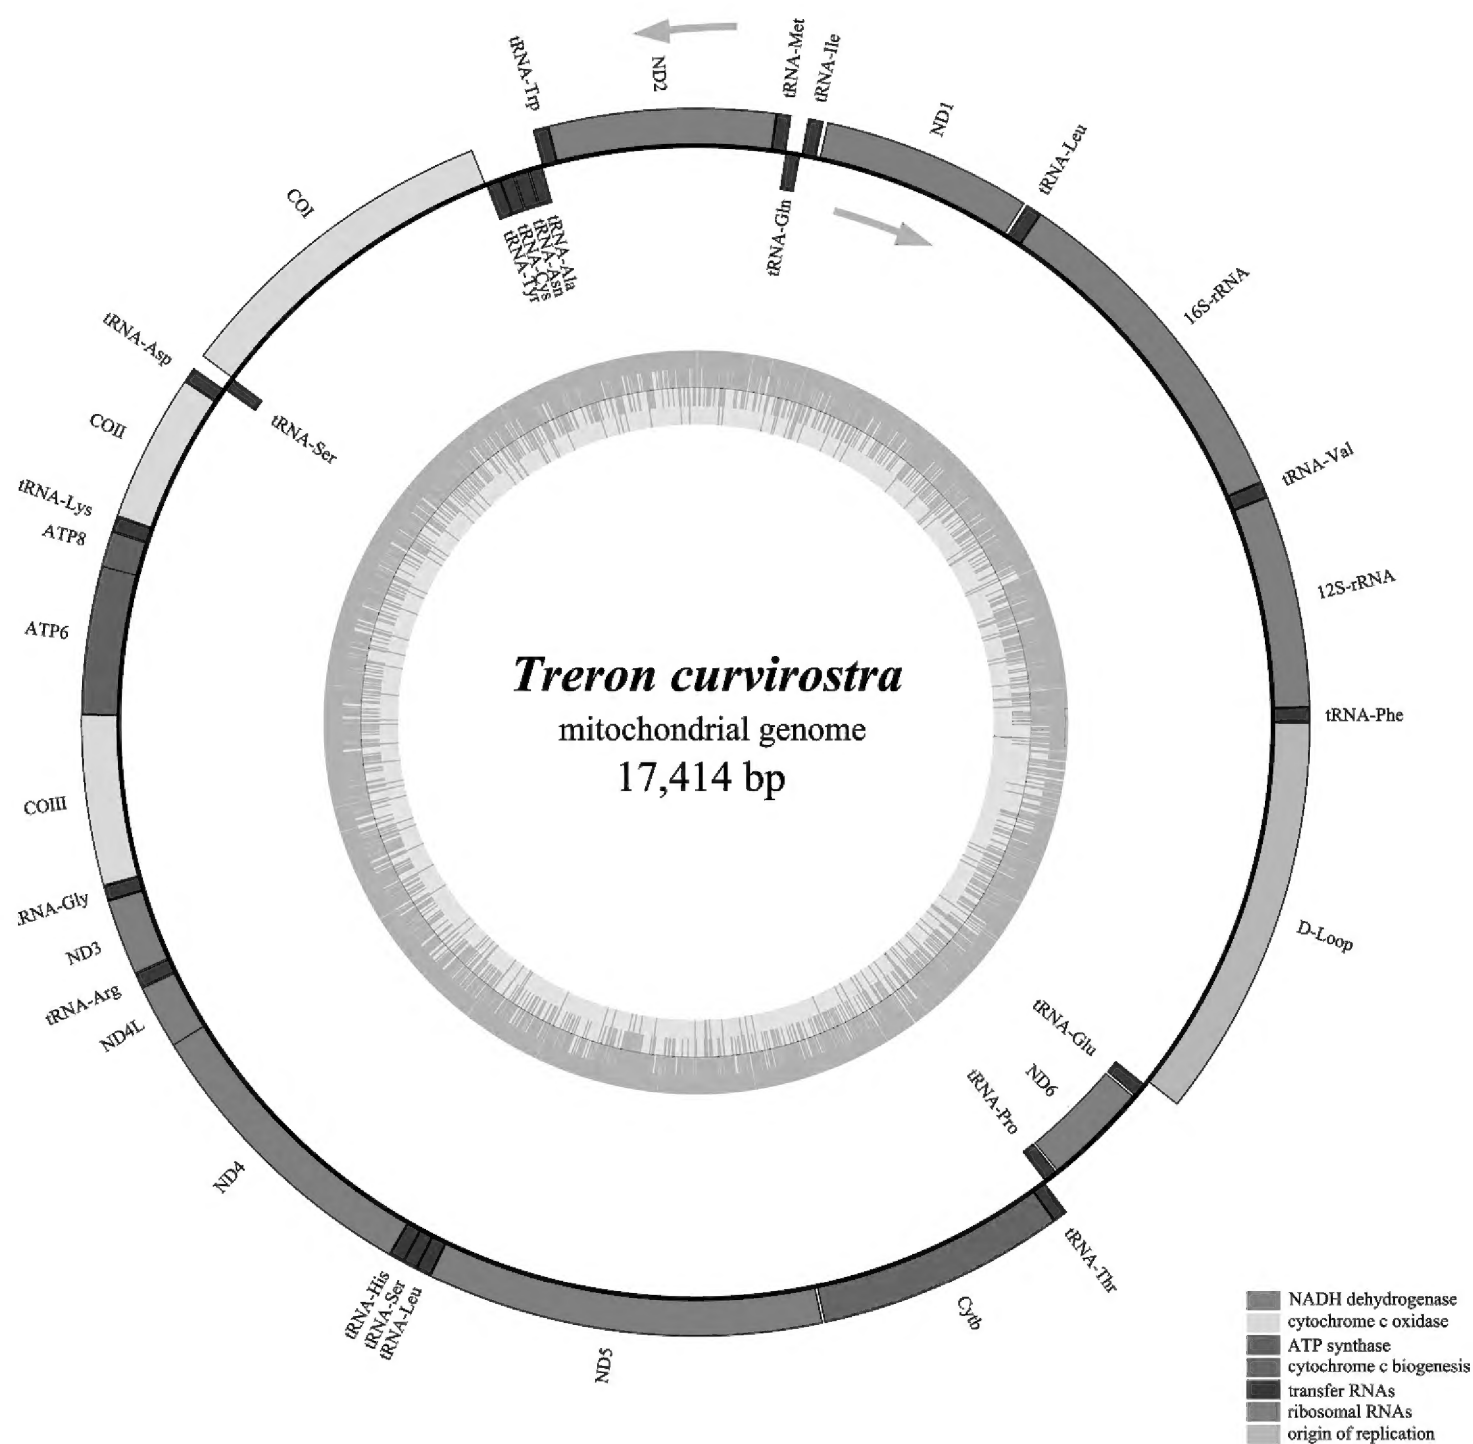 tRNA-Met
tRNA-Ile
ND1
tRNA-Leu
16S-rRNA
tRNA-Val
12S-rRNA
tRNA-Phe
D-Loop
tRNA-Glu
ND6
tRNA-Pro
tRNA-Thr
Cytb
ND5
tRNA-Leu
tRNA-Ser
tRNA-His
ND4
ND4L
tRNA-Arg
ND3
.RNA-Gly
COIII
ATP6
ATP8
tRNA-Lys
COII
tRNA-Asp
tRNA-Ser
COI
tRNA-Tyr
tRNA-Cys
tRNA-Asn
tRNA-Ala
tRNA-Trp
ND2
tRNA-Gln
Treron curvirostra
mitochondrial genome
17,414 bp
NADH dehydrogenase
cytochrome c oxidase
ATP synthase
cytochrome c biogenesis
transfer RNAs
ribosomal RNAs
origin of replication